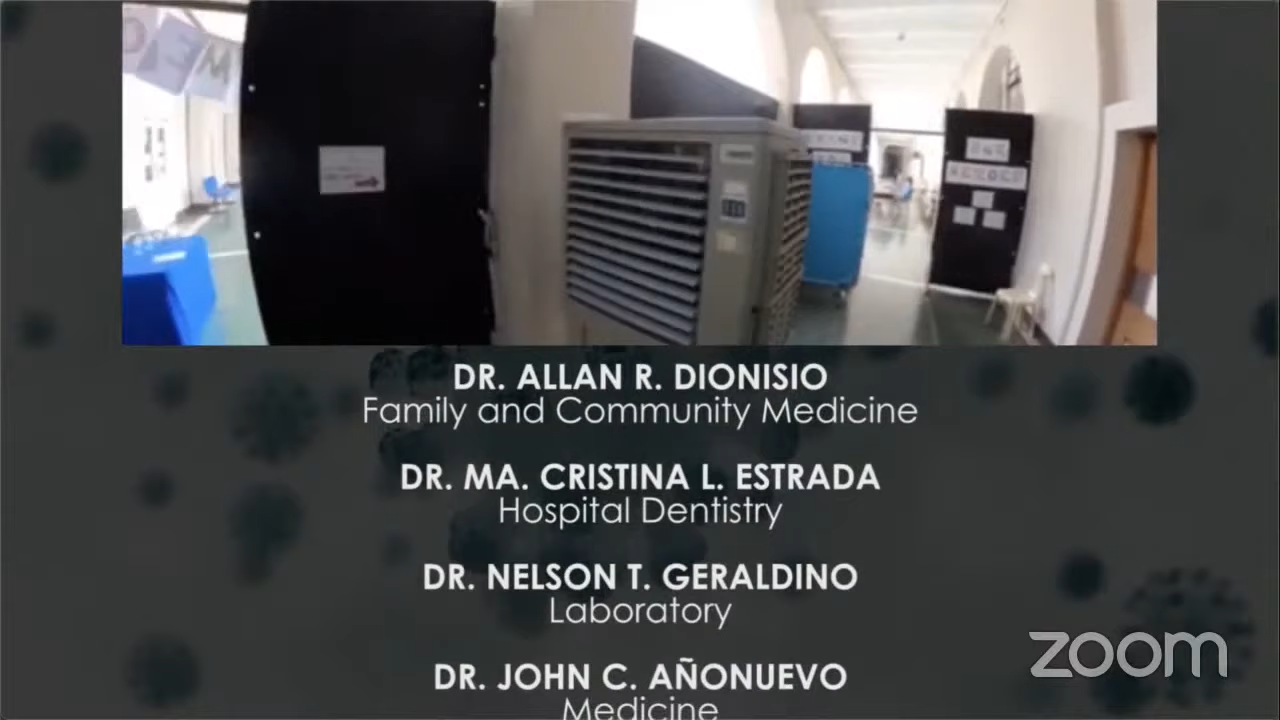 DR. ALLAN R. DIONISIO
Family and Community Medicine
DR. MA. CRISTINA L. ESTRADA
Hospital Dentistry
DR. NELSON T. GERALDINO
Laboratory
zoom
DR. JOHN C. AÑONUEVO
Medicine